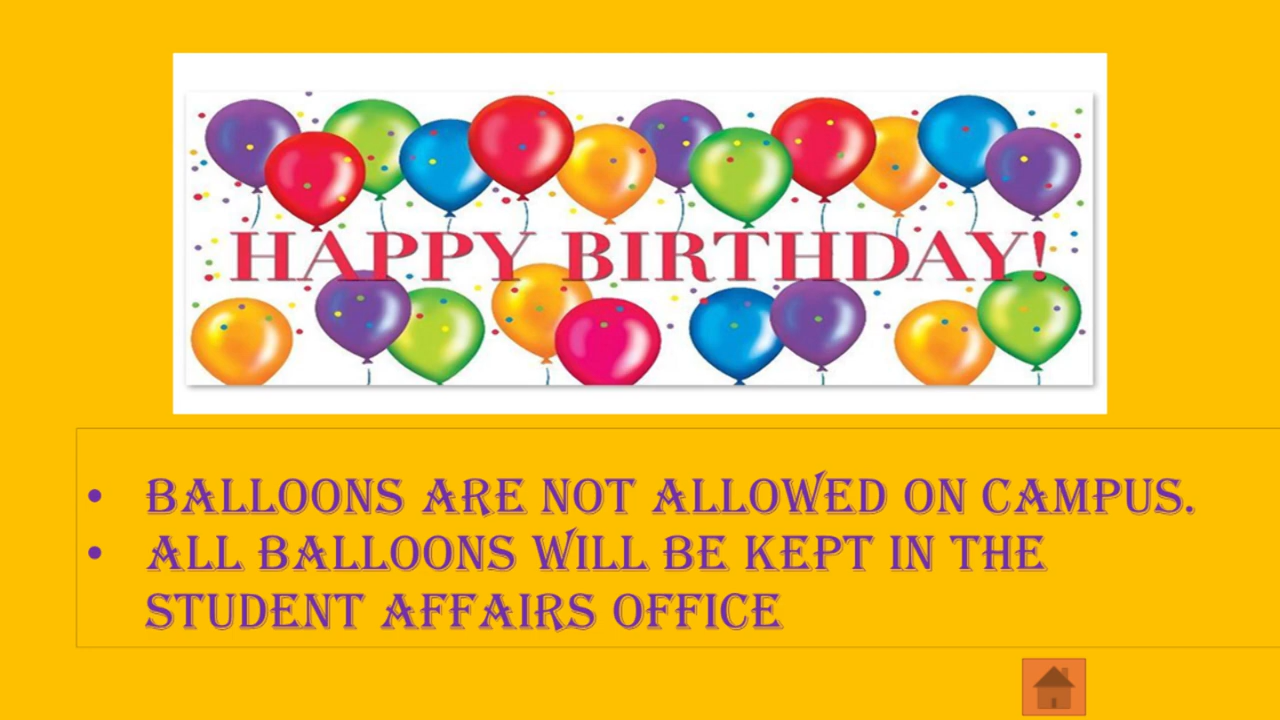 HAPPY BIRTHDAY!
• BALLOONS ARE NOT ALLOWED ON CAMPUS.
• ALL BALLOONS WILL BE KEPT IN THE
STUDENT AFFAIRS OFFICE